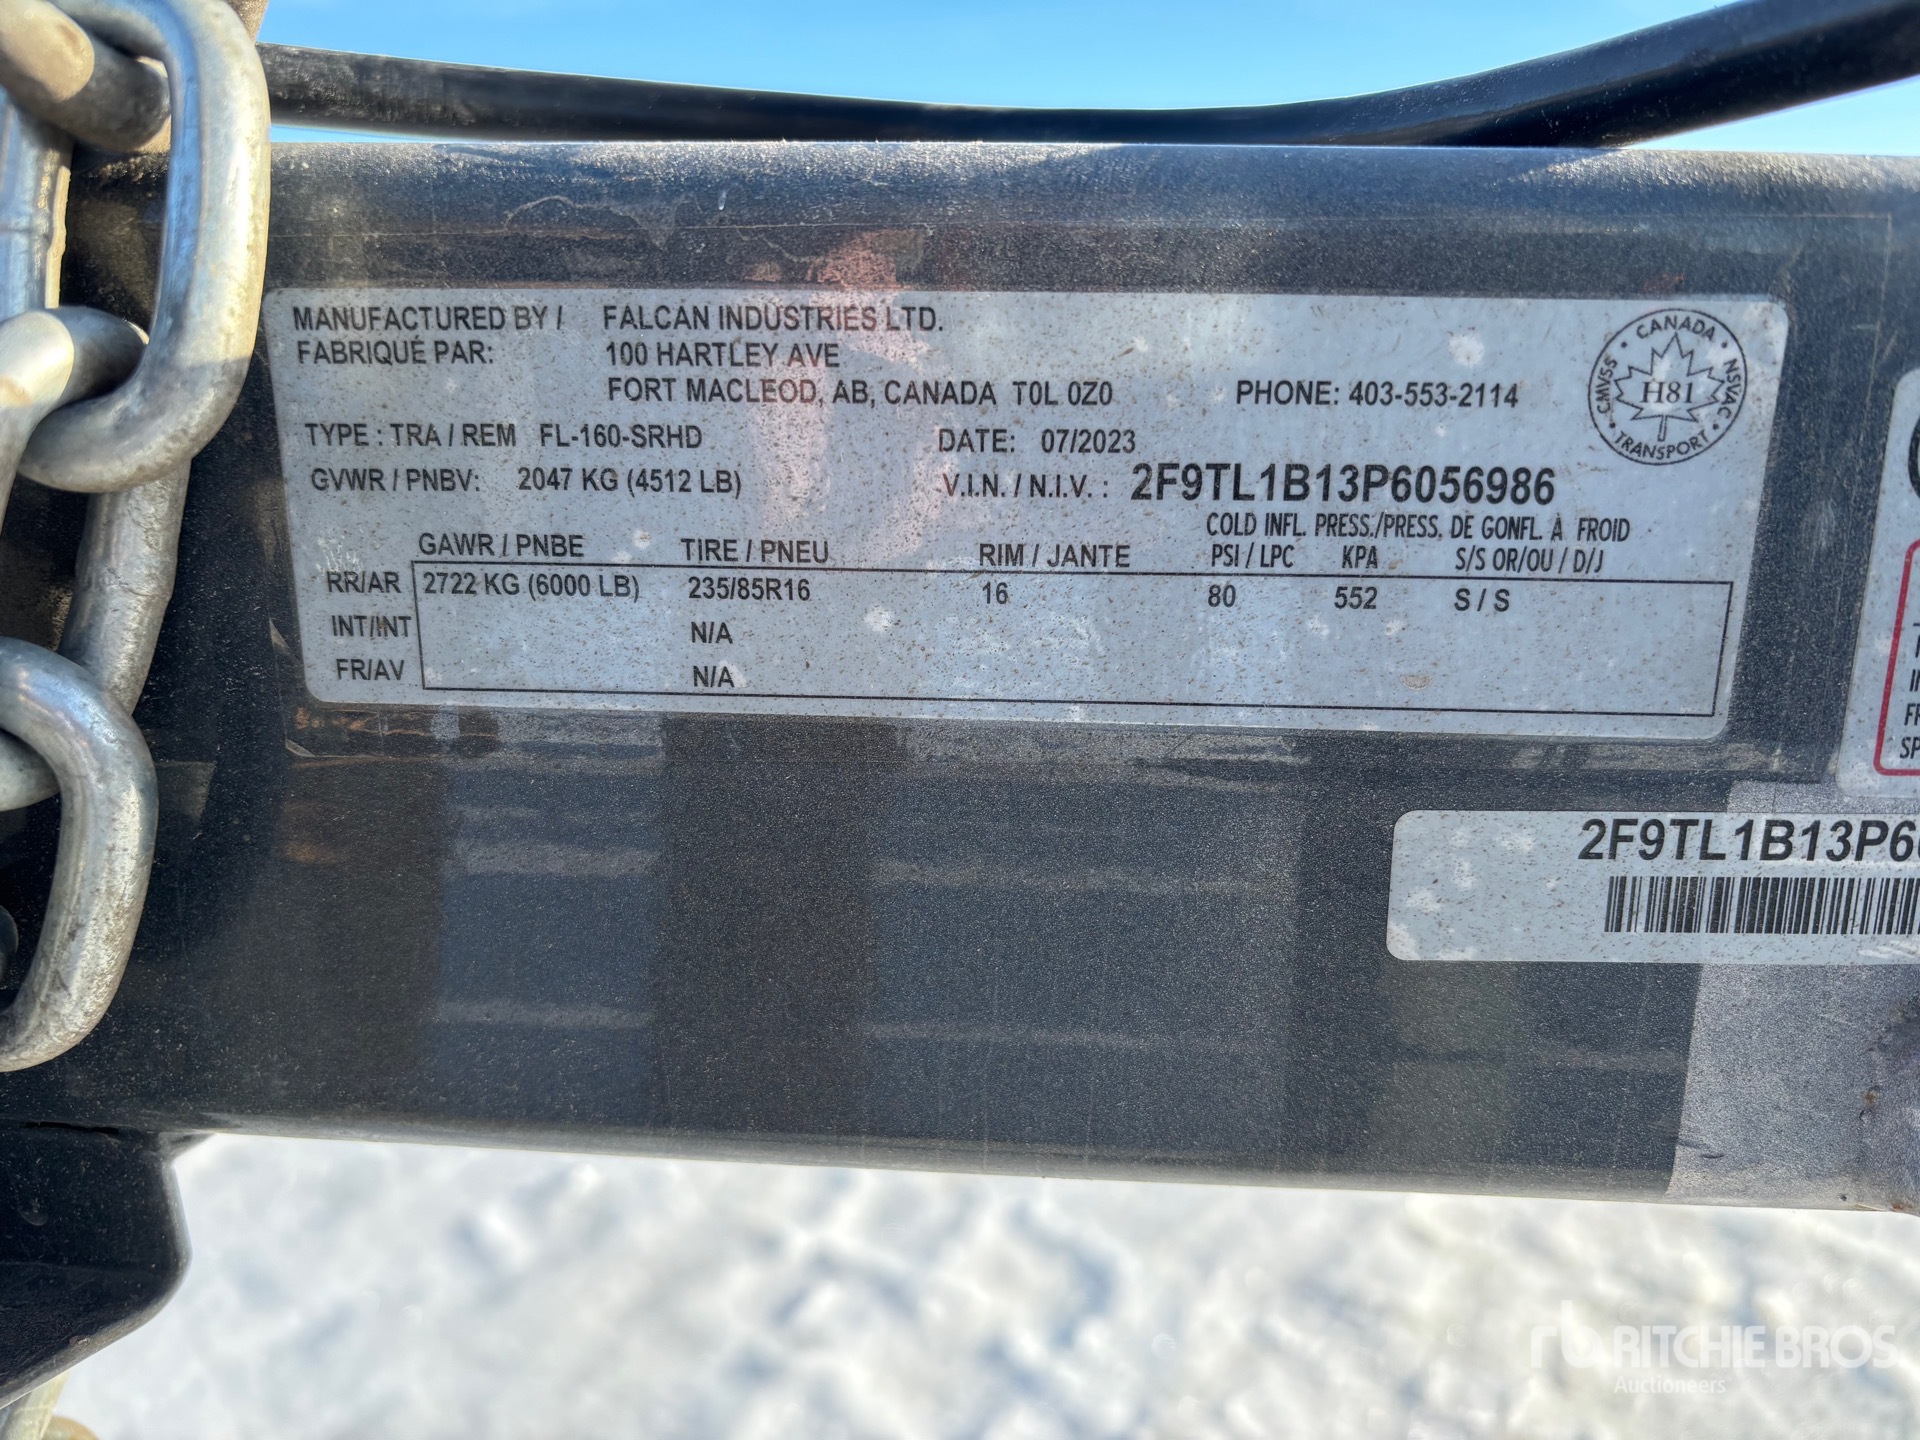 MANUFACTURED BY / FALCAN INDUSTRIES LTD.
FABRIQUÉ PAR: 100 HARTLEY AVE
FORT MACLEOD, AB, CANADA T0L 0Z0 PHONE: 403-553-2114
CANADA
CMVSS H81 NSVAC
TRANSPORT
TYPE : TRA / REM FL-160-SRHD DATE: 07/2023
GVWR / PNBV: 2047 KG (4512 LB) V.I.N. / N.I.V. : 2F9TL1B13P6056986
COLD INFL. PRESS./PRESS. DE GONFL. À FROID
GAWR / PNBE TIRE / PNEU RIM / JANTE PSI / LPC KPA S/S OR/OU / D/J
RR/AR 2722 KG (6000 LB) 235/85R16 16 80 552 S / S
INT/INT N/A
FR/AV N/A
FR
SP
2F9TL1B13P6
RITCHIE BROS
Auctioneers